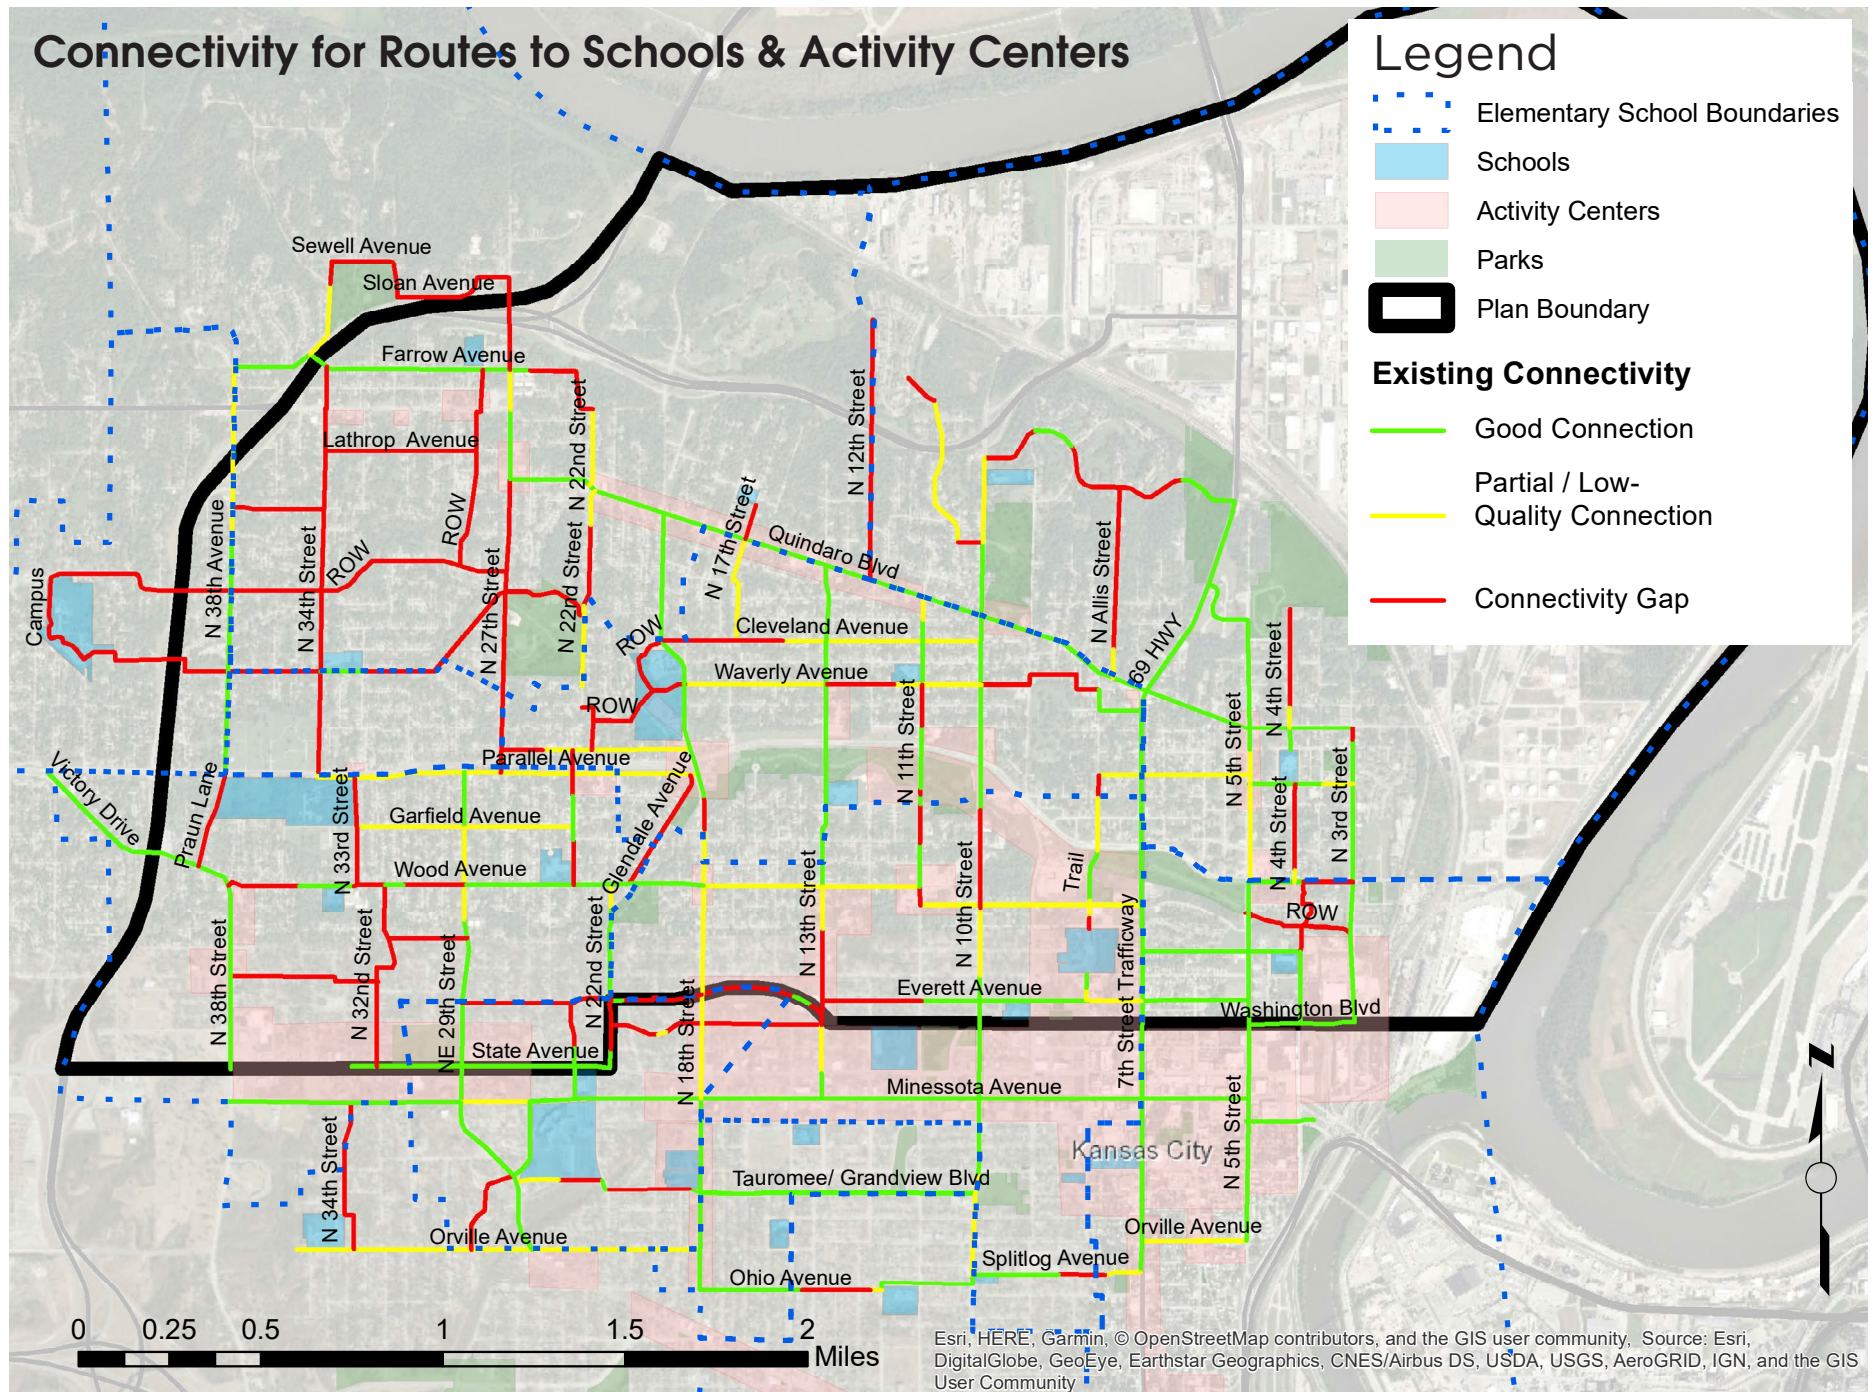 Connectivity for Routes to Schools & Activity Centers
Legend
Elementary School Boundaries
Schools
Activity Centers
Parks
Plan Boundary
Existing Connectivity
Good Connection
Partial / Low-
Quality Connection
Connectivity Gap
Sewell Avenue
Sloan Avenue
Farrow Avenue
Lathrop Avenue
N 22nd Street
N 12th Street
ROW
N 17th Street
Quindaro Blvd
N 38th Avenue
N 34th Street
ROW
N 27th Street
N 22nd Street
N Allis Street
Campus
ROW
Cleveland Avenue
69 HWY
N 4th Street
Waverly Avenue
ROW
N 11th Street
N 5th Street
Parallel Avenue
Victory Drive
Praun Lane
N 33rd Street
Garfield Avenue
Glendale Avenue
N 4th Street
N 3rd Street
Wood Avenue
Trail
N 13th Street
N 10th Street
ROW
N 38th Street
N 32nd Street
NE 29th Street
N 22nd Street
N 18th Street
Everett Avenue
7th Street Trafficway
Washington Blvd
State Avenue
Minessota Avenue
N 34th Street
Kansas City
N 5th Street
Tauromee/ Grandview Blvd
Orville Avenue
Orville Avenue
Splitlog Avenue
Ohio Avenue
0 0.25 0.5 1 1.5 2
Miles
Z
Esri, HERE, Garmin, © OpenStreetMap contributors, and the GIS user community, Source: Esri,
DigitalGlobe, GeoEye, Earthstar Geographics, CNES/Airbus DS, USDA, USGS, AeroGRID, IGN, and the GIS
User Community